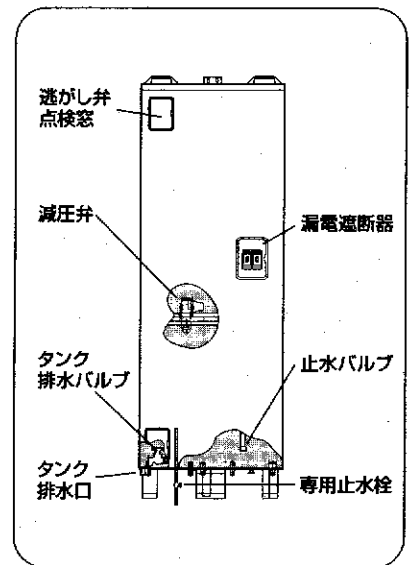 逃がし弁
点検窓
減圧弁
漏電遮断器
タンク
排水バルブ
止水バルブ
タンク
排水口
専用止水栓